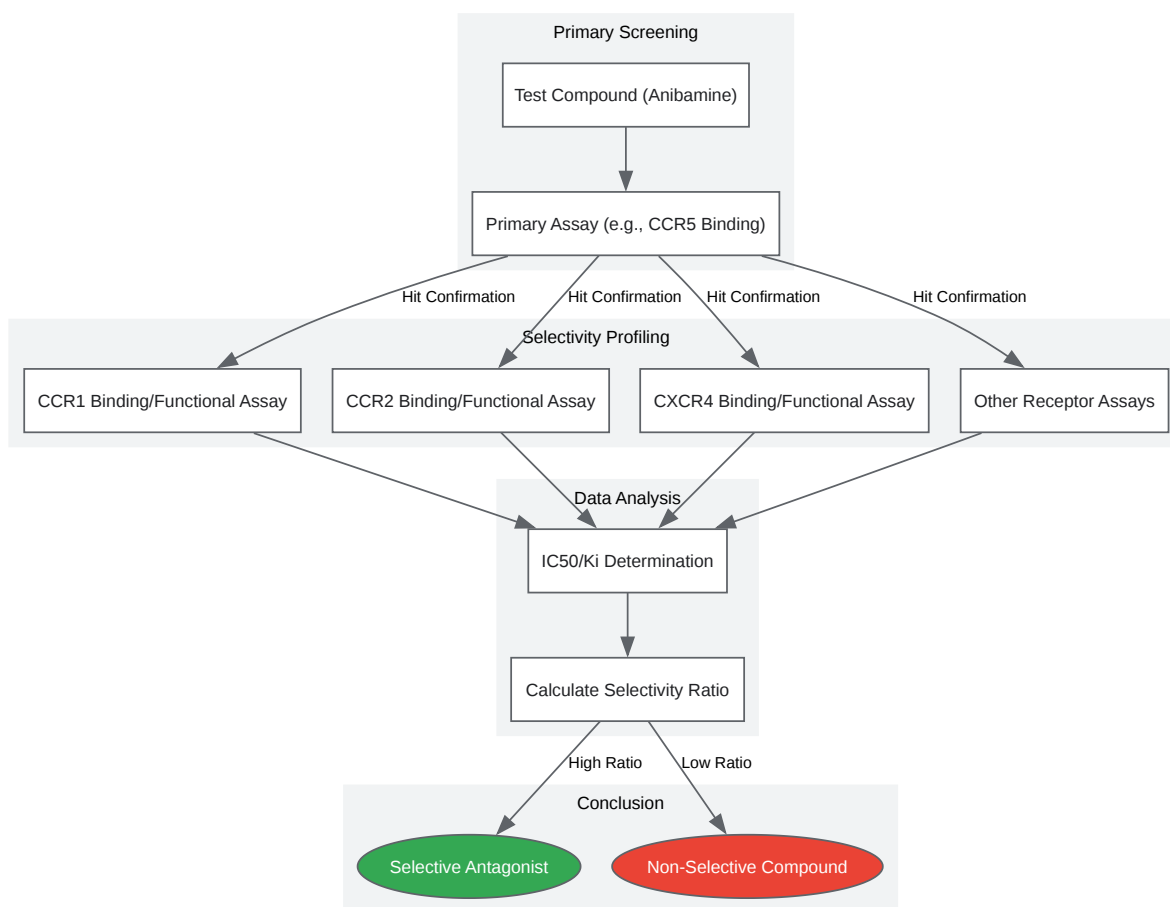 Primary Screening
Test Compound (Anibamine)
Primary Assay (e.g., CCR5 Binding)
Hit Confirmation
Hit Confirmation
Hit Confirmation
Hit Confirmation
Selectivity Profiling
CCR1 Binding/Functional Assay
CCR2 Binding/Functional Assay
CXCR4 Binding/Functional Assay
Other Receptor Assays
Data Analysis
IC50/Ki Determination
Calculate Selectivity Ratio
High Ratio
Low Ratio
Conclusion
Selective Antagonist
Non-Selective Compound